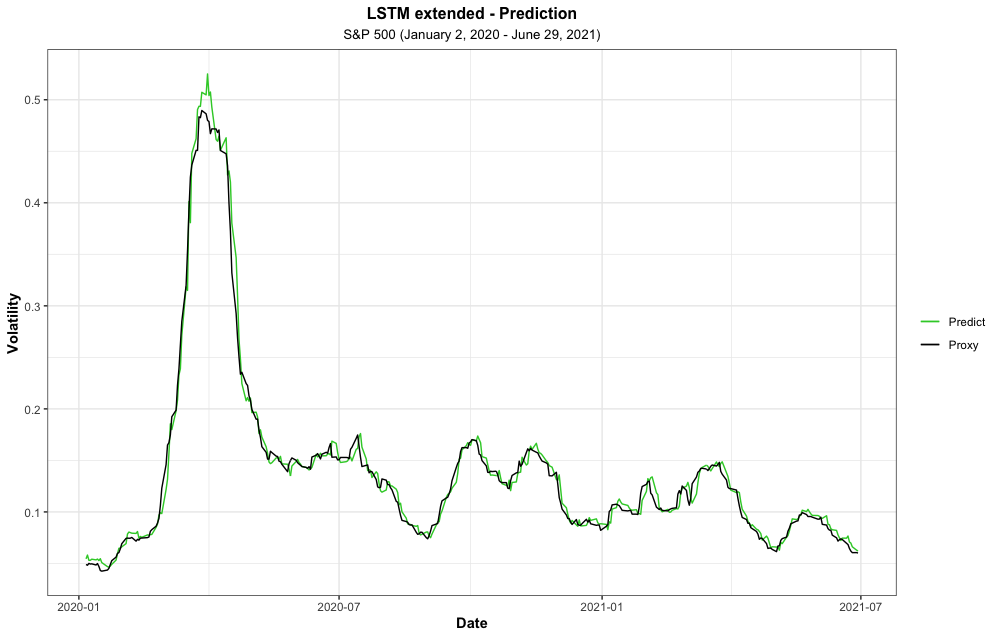 LSTM extended - Prediction
S&P 500 (January 2, 2020 - June 29, 2021)
Volatility
0.5
0.4
0.3
0.2
0.1
2020-01
2020-07
2021-01
2021-07
Date
Predict
Proxy